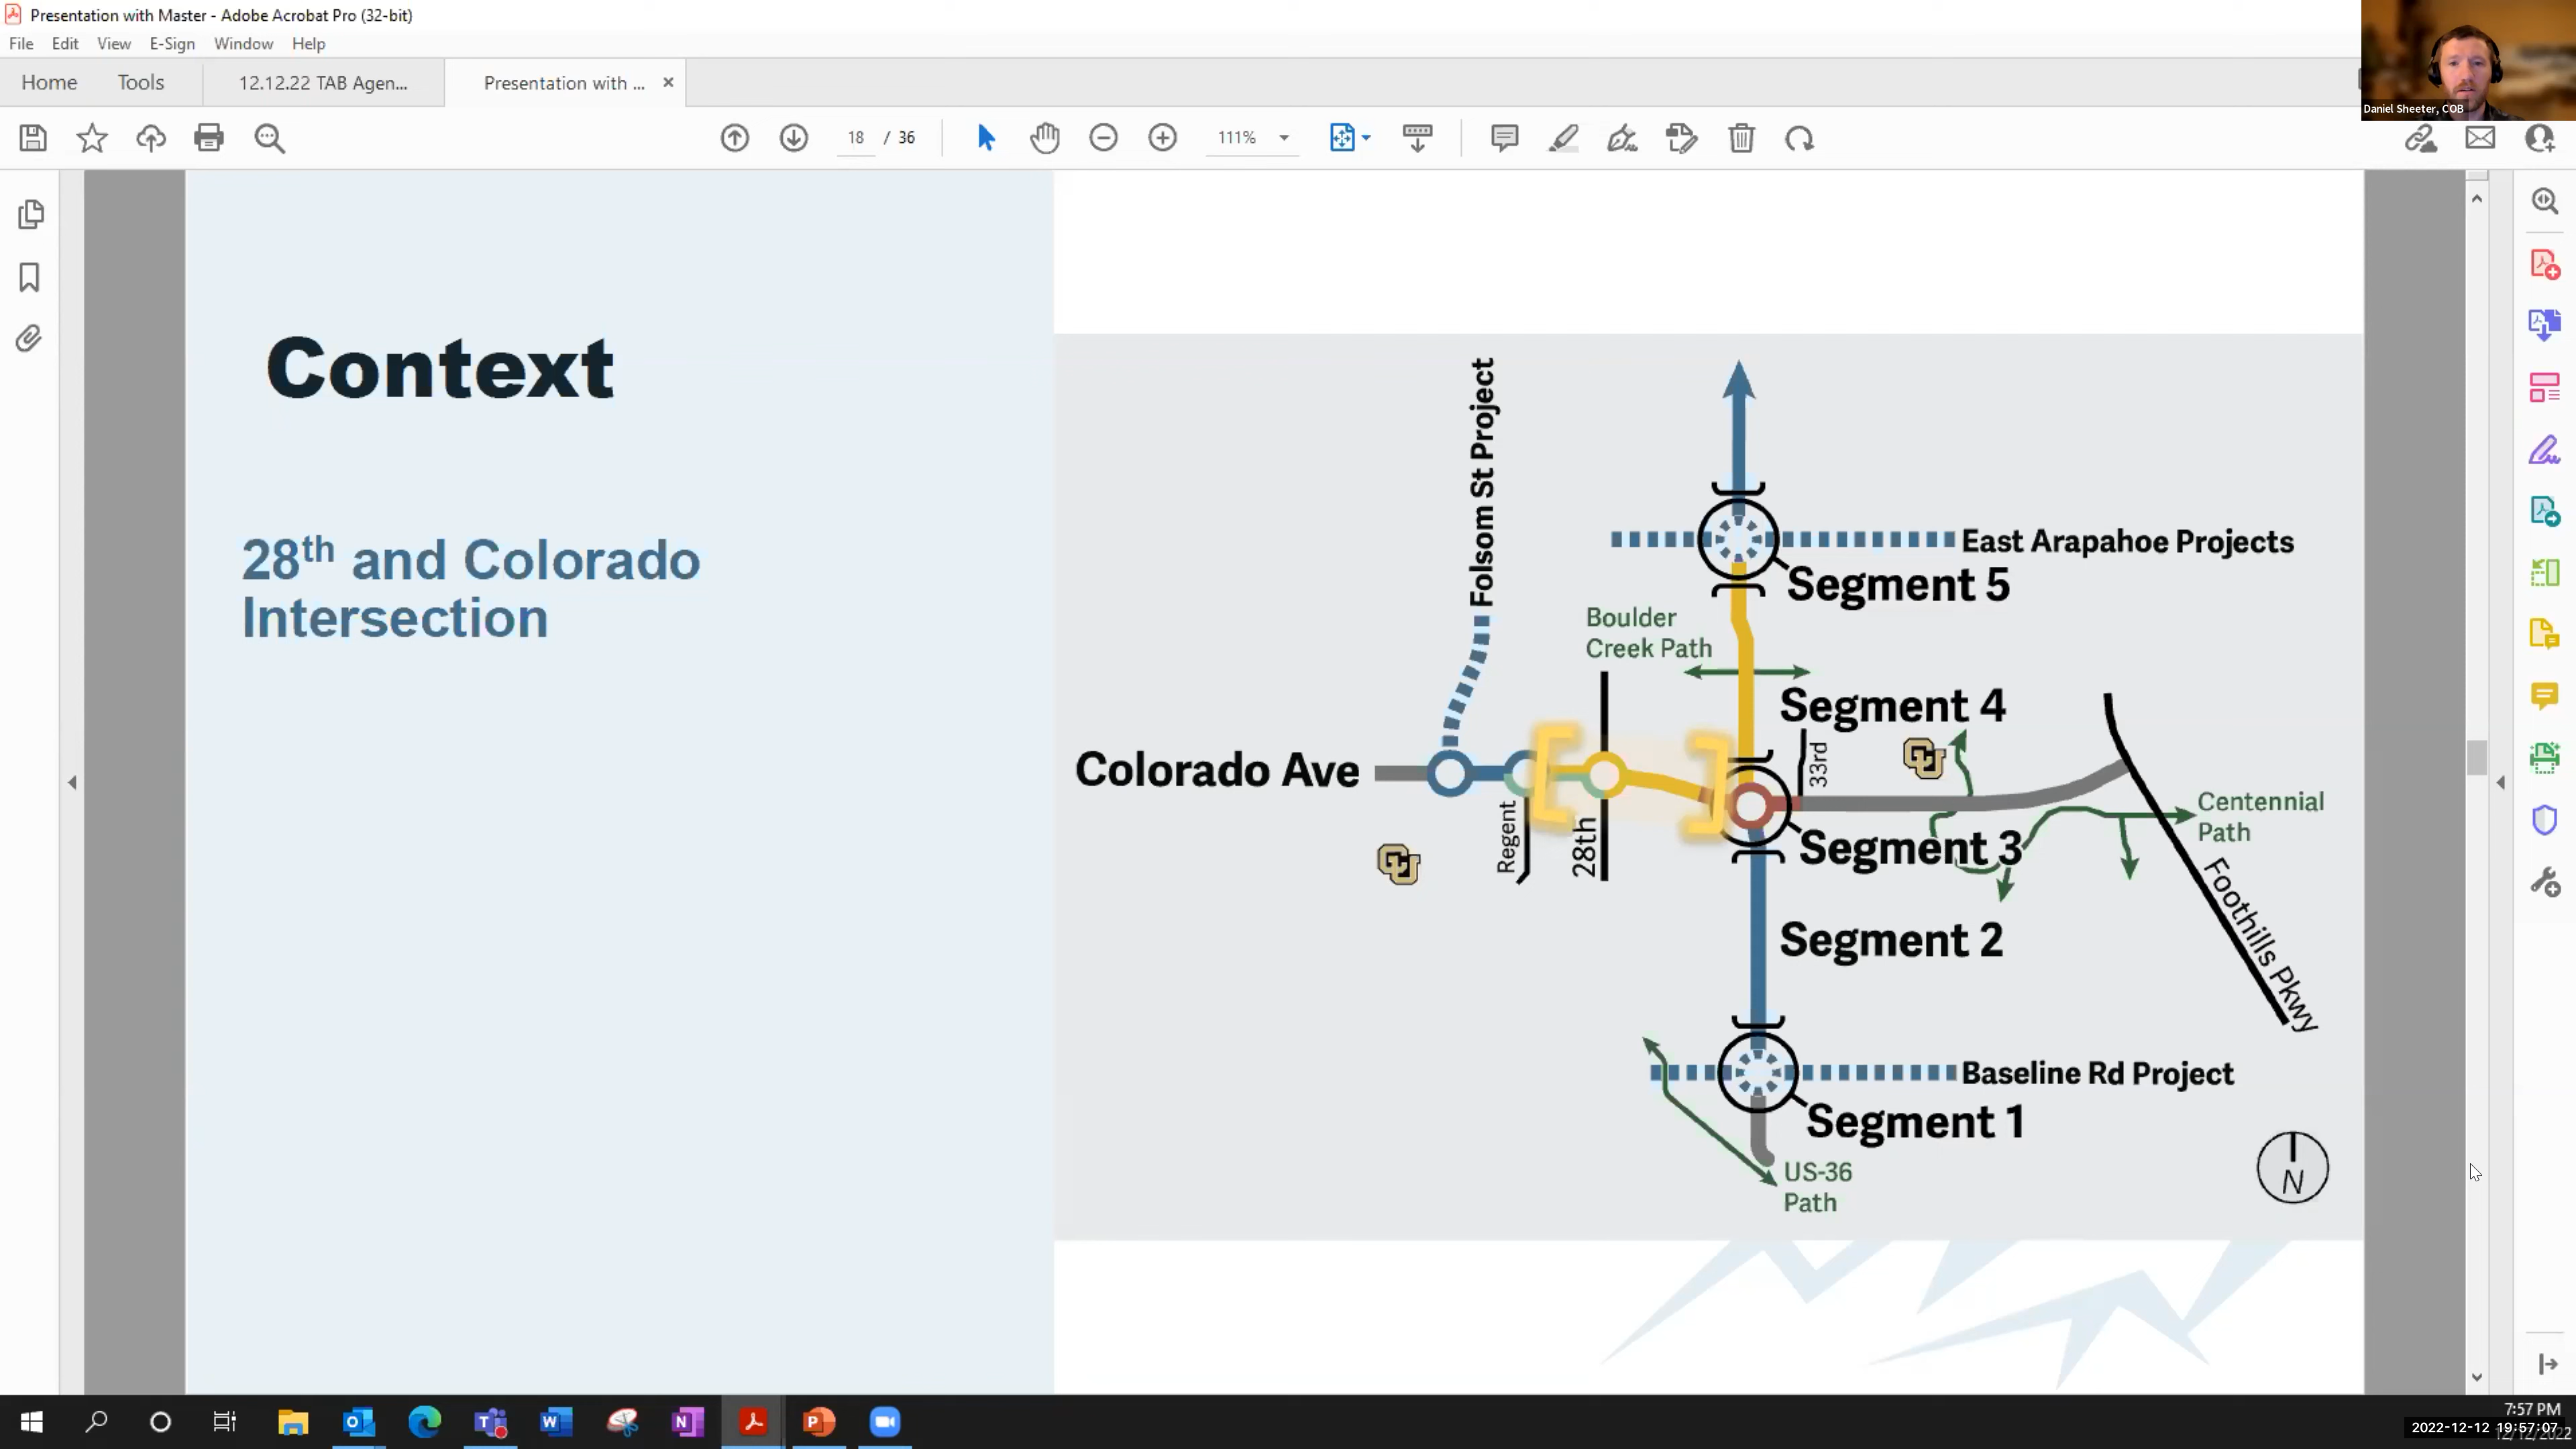 Presentation with Master - Adobe Acrobat Pro (32-bit)
File Edit View E-Sign Window Help
Home Tools 12.12.22 TAB Agen... Presentation with ... ×
18 / 36 111%
Daniel Sheeter, COB
Context
28th and Colorado
Intersection
Folsom St Project
East Arapahoe Projects
Segment 5
Boulder
Creek Path
Segment 4
33rd
CU
Colorado Ave
Regent
28th
CU
Centennial
Path
Segment 3
Foothills Pkwy
Segment 2
Baseline Rd Project
Segment 1
US-36
Path
N
7:57 PM
2022-12-12 19:57:07